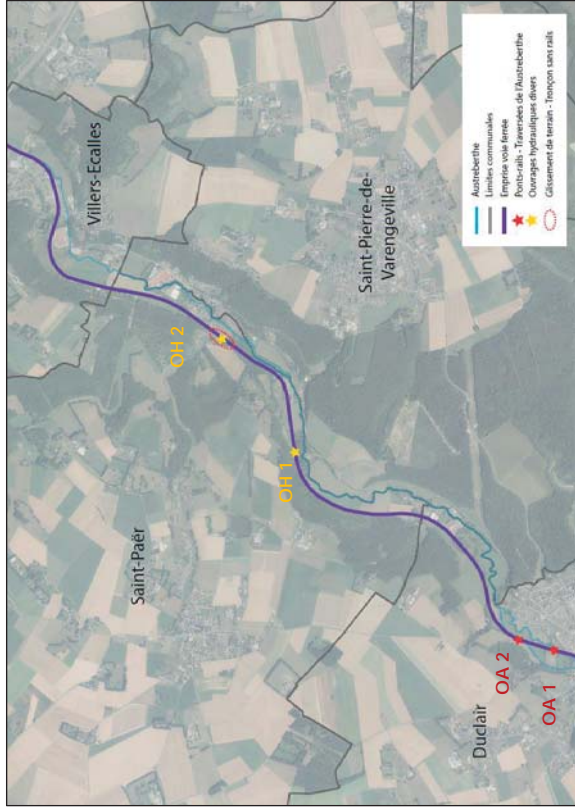 Villers-Ecalles
OH 2
Saint-Pierre-de-
Varengeville
OH 1
Saint-Paër
OA 2
OA 1
Duclair
Austreberthe
Limites communales
Emprise voie ferrée
Ponts-rails - Traversées de l'Austreberthe
Ouvrages hydrauliques divers
Glissement de terrain - Tronçon sans rails